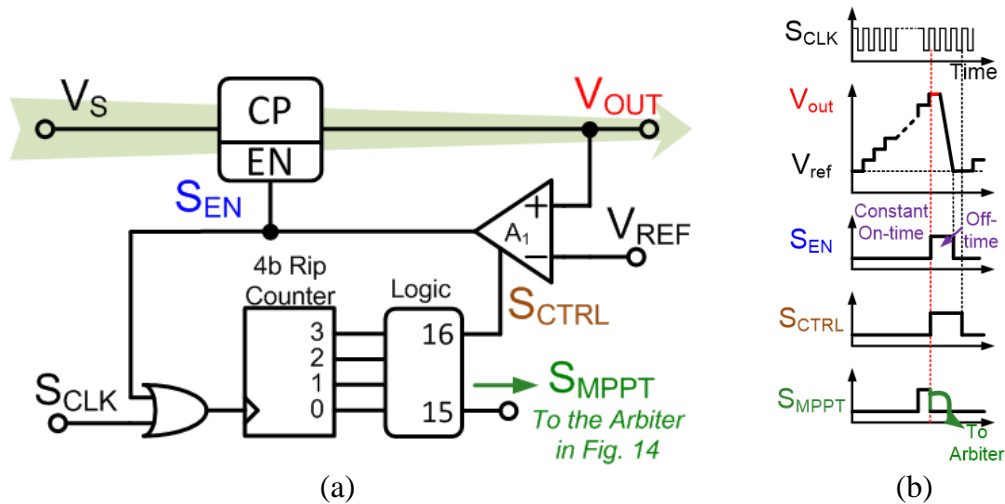 V_S
CP
EN
V_OUT
S_EN
+
A_1
−
V_REF
4b Rip
Counter
Logic
S_CTRL
3
2
1
0
16
15
S_CLK
S_MPPT
To the Arbiter
in Fig. 14
(a)
S_CLK
Time
V_out
V_ref
Constant
On-time
Off-
time
S_EN
S_CTRL
S_MPPT
To
Arbiter
(b)